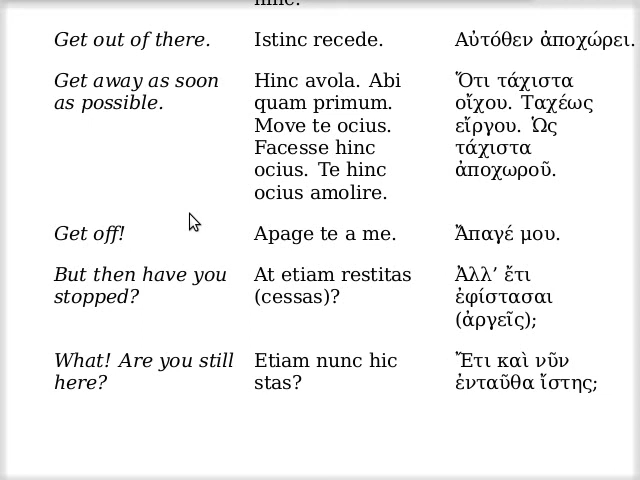 hinc.
Get out of there. Istinc recede. Αὐτόθεν ἀποχώρει.
Get away as soon
as possible.
Hinc avola. Abi
quam primum.
Move te ocius.
Facesse hinc
ocius. Te hinc
ocius amolire.
Ὅτι τάχιστα
οἴχου. Ταχέως
εἴργου. Ὡς
τάχιστα
ἀποχωροῦ.
Get off! Apage te a me. Ἄπαγέ μου.
But then have you
stopped?
At etiam restitas
(cessas)?
Ἀλλ’ ἔτι
ἐφίστασαι
(ἀργεῖς);
What! Are you still
here?
Etiam nunc hic
stas?
Ἔτι καὶ νῦν
ἐνταῦθα ἵστης;